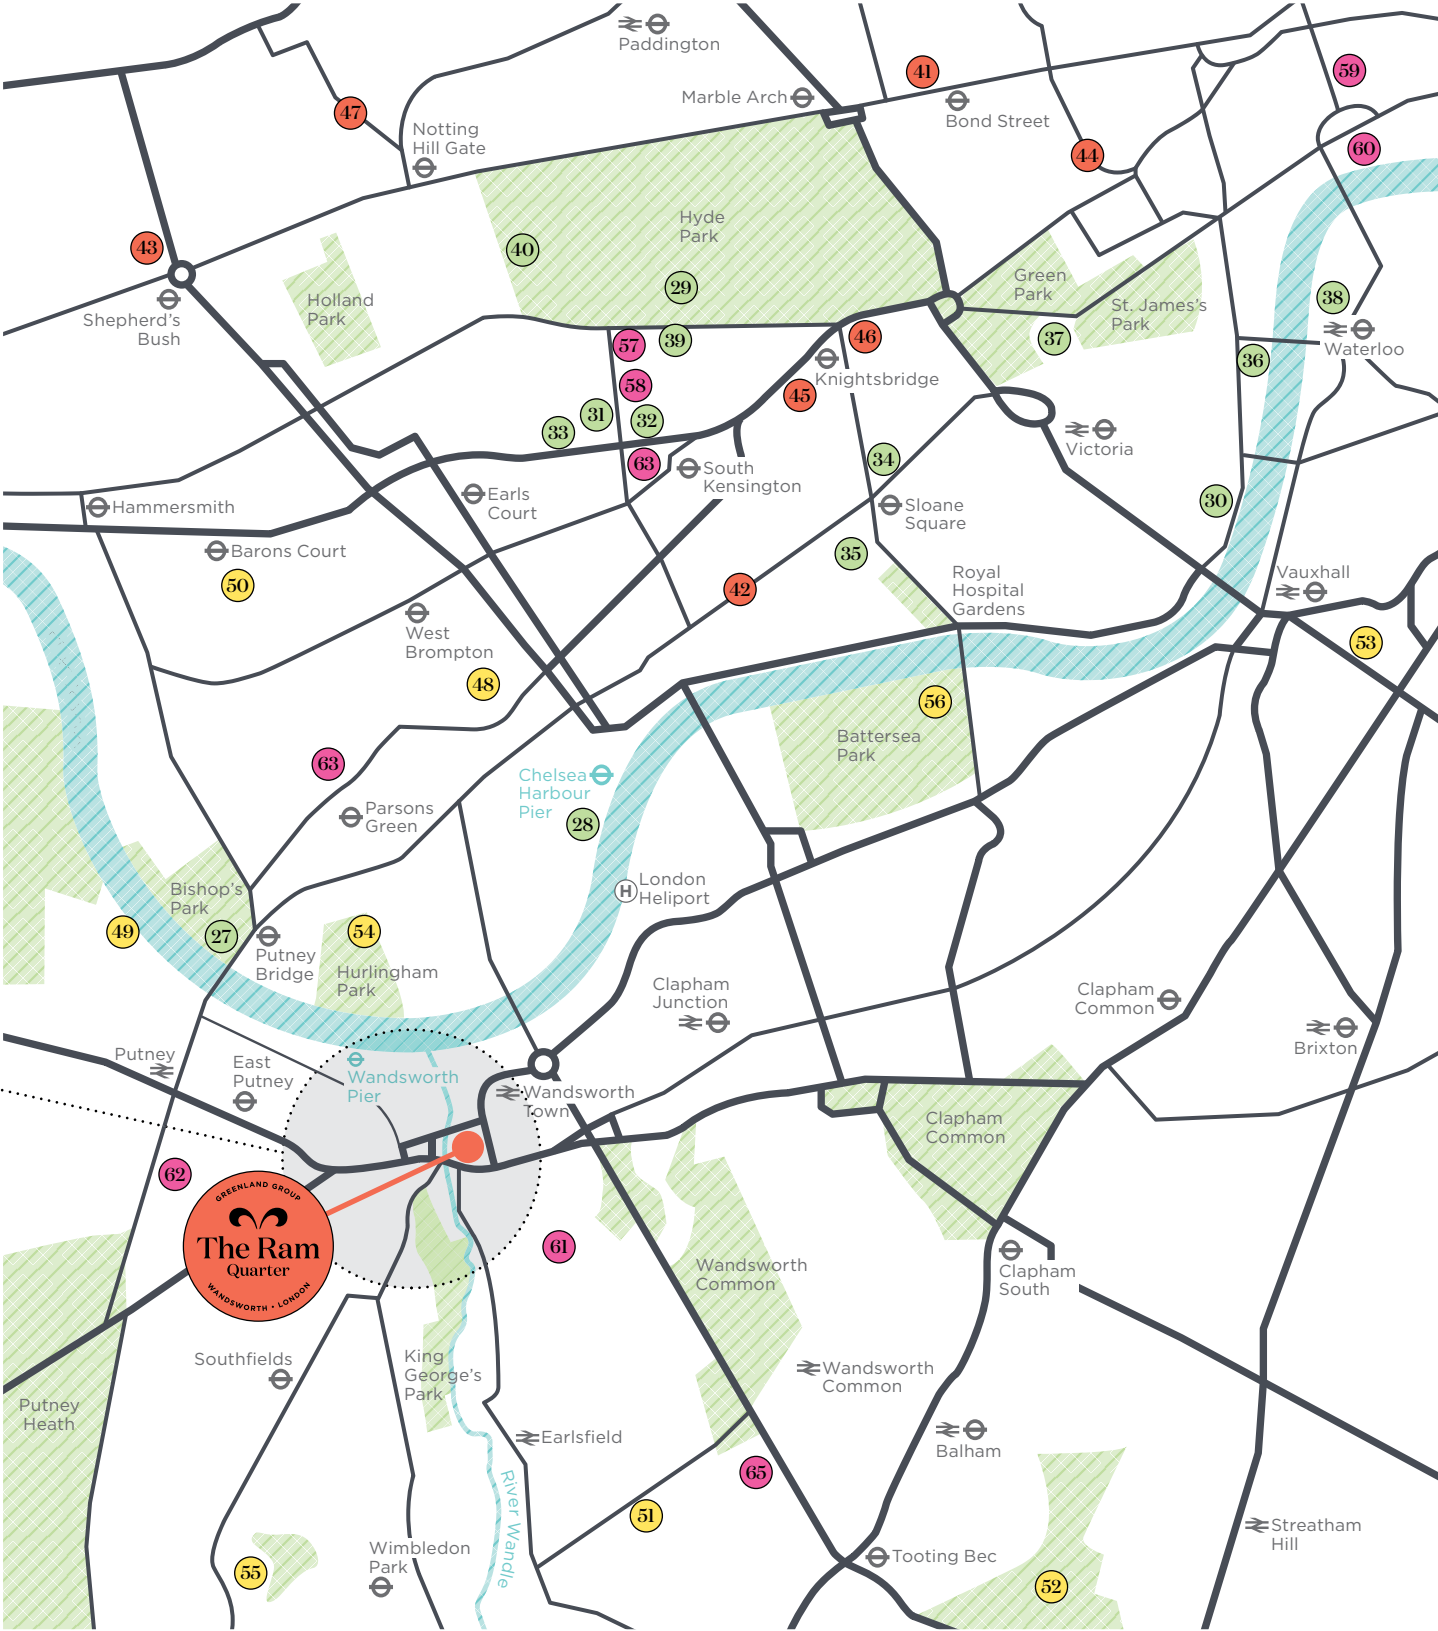 Paddington
59
41
Marble Arch
Bond Street
47
Notting
Hill Gate
44
60
Hyde
Park
43
40
29
Green
Park
38
Holland
Park
St. James's
Park
Shepherd's
Bush
57
39
46
37
36
Waterloo
Knightsbridge
58
45
31
32
33
Victoria
34
63
South
Kensington
Earls
Court
30
Hammersmith
Sloane
Square
Barons Court
35
50
42
Royal
Hospital
Gardens
Vauxhall
West
Brompton
53
48
56
Battersea
Park
63
Chelsea
Harbour
Pier
Parsons
Green
28
Bishop's
Park
H
London
Heliport
49
27
54
Putney
Bridge
Hurlingham
Park
Clapham
Junction
Clapham
Common
Brixton
Putney
East
Putney
Wandsworth
Pier
Wandsworth
Town
Clapham
Common
62
GREENLAND GROUP
The Ram
Quarter
WANDSWORTH • LONDON
61
Wandsworth
Common
Clapham
South
Southfields
King
George's
Park
Wandsworth
Common
Putney
Heath
Earlsfield
Balham
65
River Wandle
51
Streatham
Hill
Wimbledon
Park
Tooting Bec
55
52